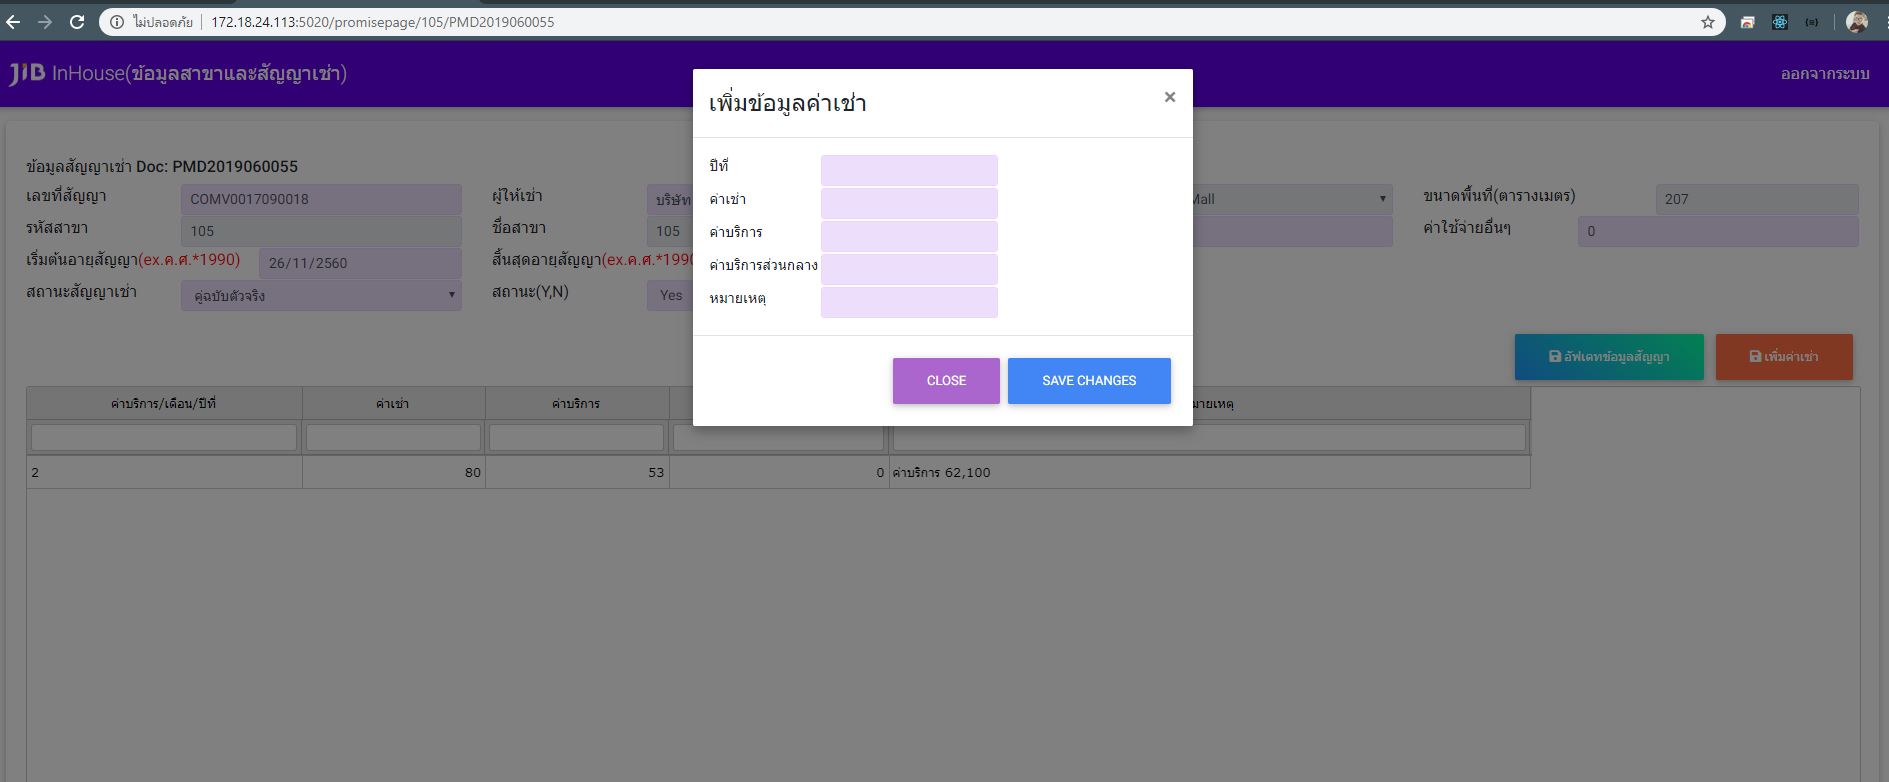 ไม่ปลอดภัย 172.18.24.113:5020/promisepage/105/PMD2019060055
JIB InHouse(ข้อมูลสาขาและสัญญาเช่า)
ออกจากระบบ
เพิ่มข้อมูลค่าเช่า ×
ปีที่
ค่าเช่า
ค่าบริการ
ค่าบริการส่วนกลาง
หมายเหตุ
CLOSE SAVE CHANGES
ข้อมูลสัญญาเช่า Doc: PMD2019060055
เลขที่สัญญา COMV0017090018 ผู้ให้เช่า บริษัท Mall ขนาดพื้นที่(ตารางเมตร) 207
รหัสสาขา 105 ชื่อสาขา 105 ค่าใช้จ่ายอื่นๆ 0
เริ่มต้นอายุสัญญา(ex.ค.ศ.*1990) 26/11/2560 สิ้นสุดอายุสัญญา(ex.ค.ศ.*1990
สถานะสัญญาเช่า คู่ฉบับตัวจริง สถานะ(Y,N) Yes
อัฟเดทข้อมูลสัญญา เพิ่มค่าเช่า
ค่าบริการ/เดือน/ปีที่ ค่าเช่า ค่าบริการ มายเหตุ
2 80 53 0 ค่าบริการ 62,100